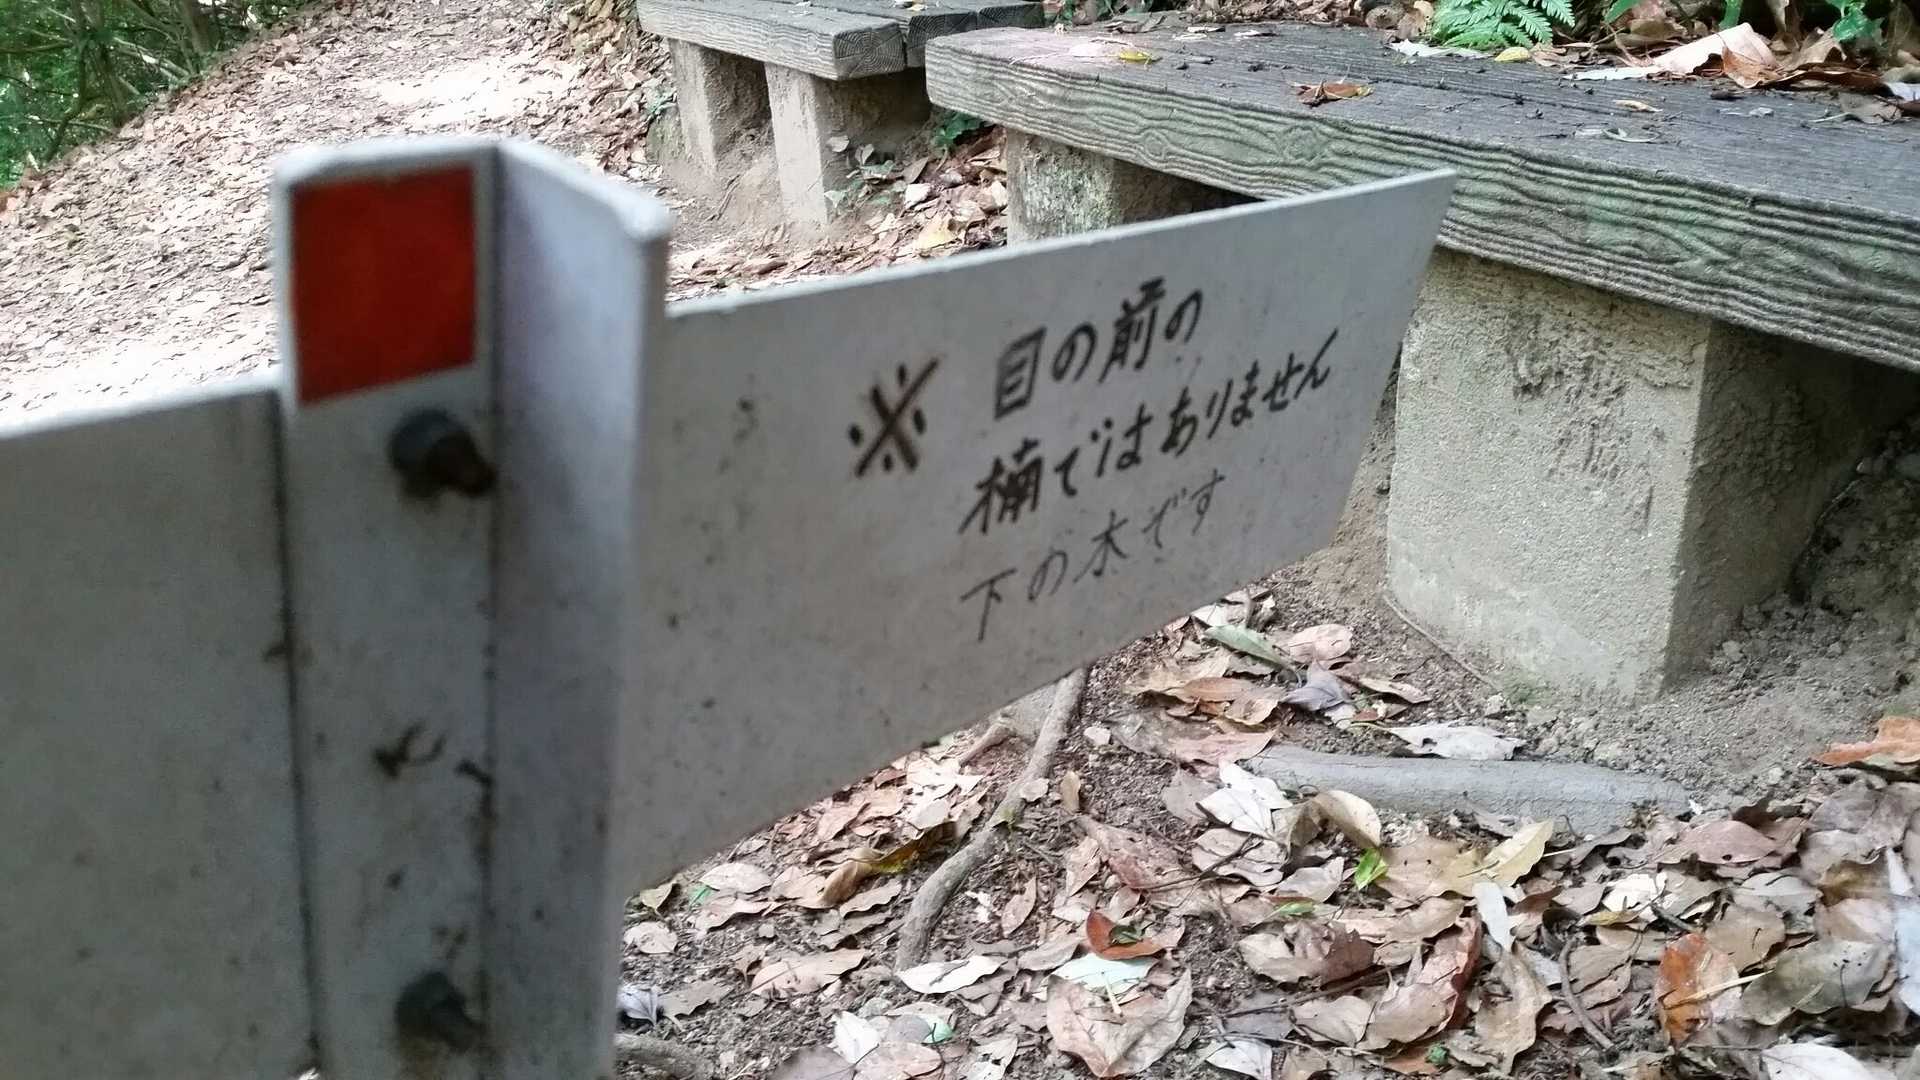 ※ 目の前の
楠ではありません
下の木です